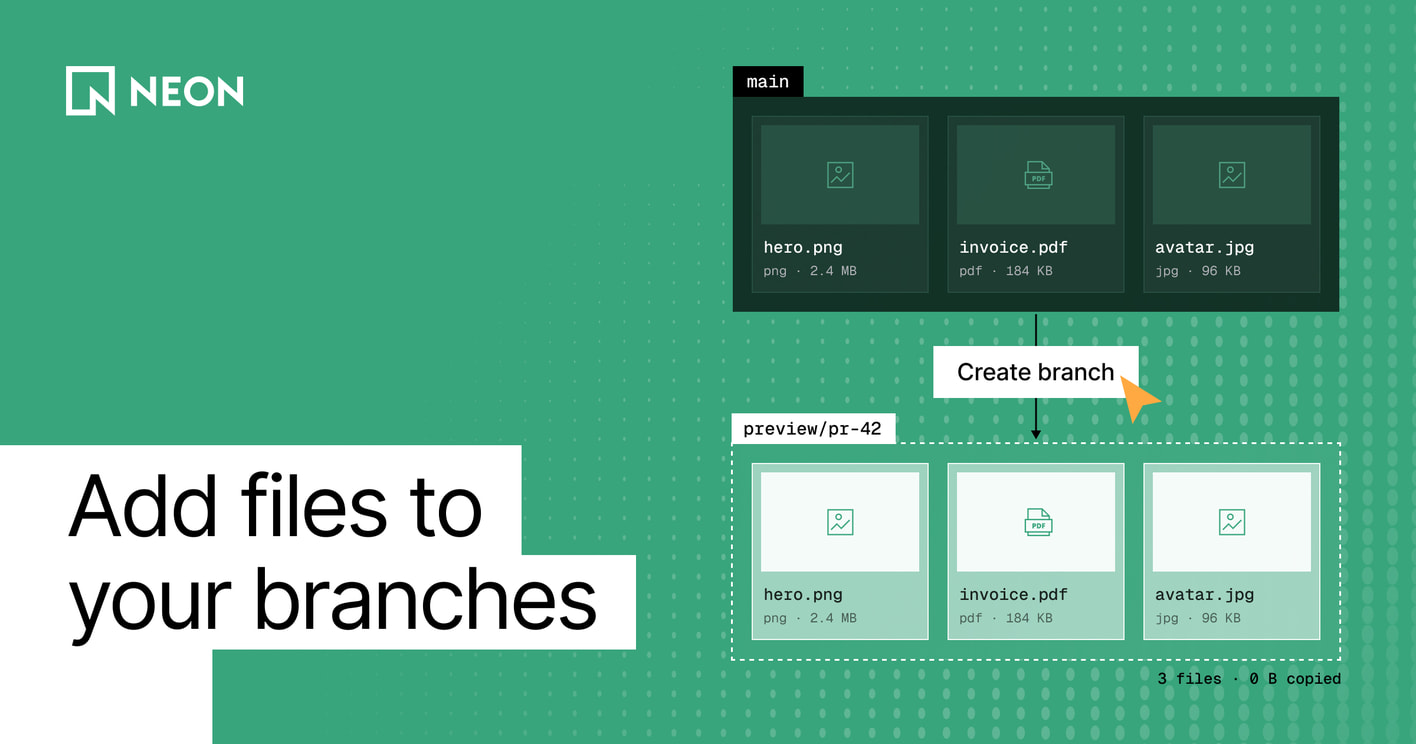 NEON
main
hero.png
png · 2.4 MB
PDF
invoice.pdf
pdf · 184 KB
avatar.jpg
jpg · 96 KB
Create branch
preview/pr-42
hero.png
png · 2.4 MB
PDF
invoice.pdf
pdf · 184 KB
avatar.jpg
jpg · 96 KB
3 files · 0 B copied
Add files to
your branches